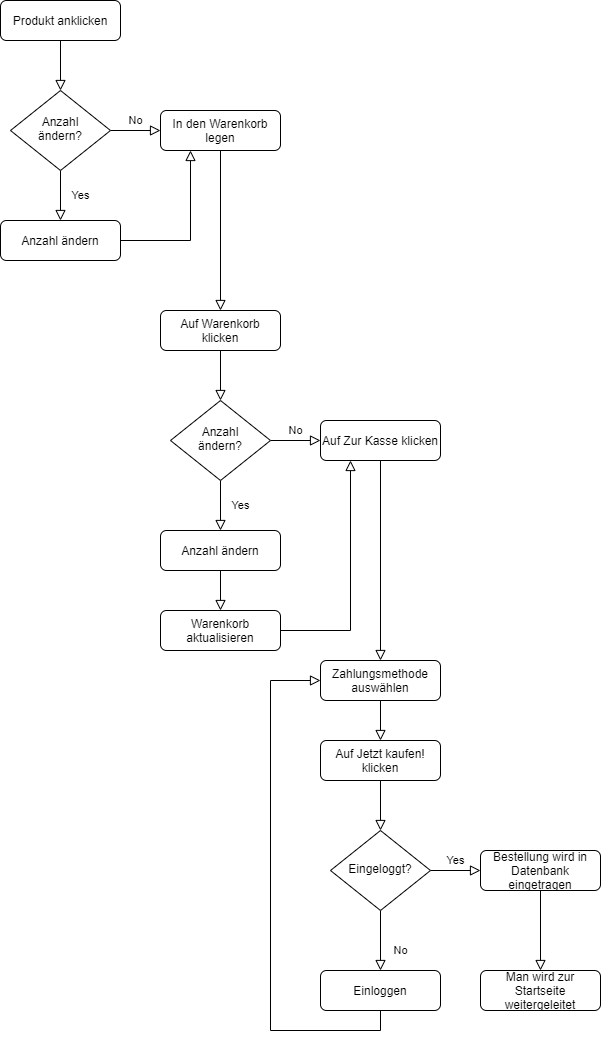 Produkt anklicken
Anzahl
ändern?
No
In den Warenkorb
legen
Yes
Anzahl ändern
Auf Warenkorb
klicken
Anzahl
ändern?
No
Auf Zur Kasse klicken
Yes
Anzahl ändern
Warenkorb
aktualisieren
Zahlungsmethode
auswählen
Auf Jetzt kaufen!
klicken
Eingeloggt?
Yes
Bestellung wird in
Datenbank
eingetragen
No
Einloggen
Man wird zur
Startseite
weitergeleitet